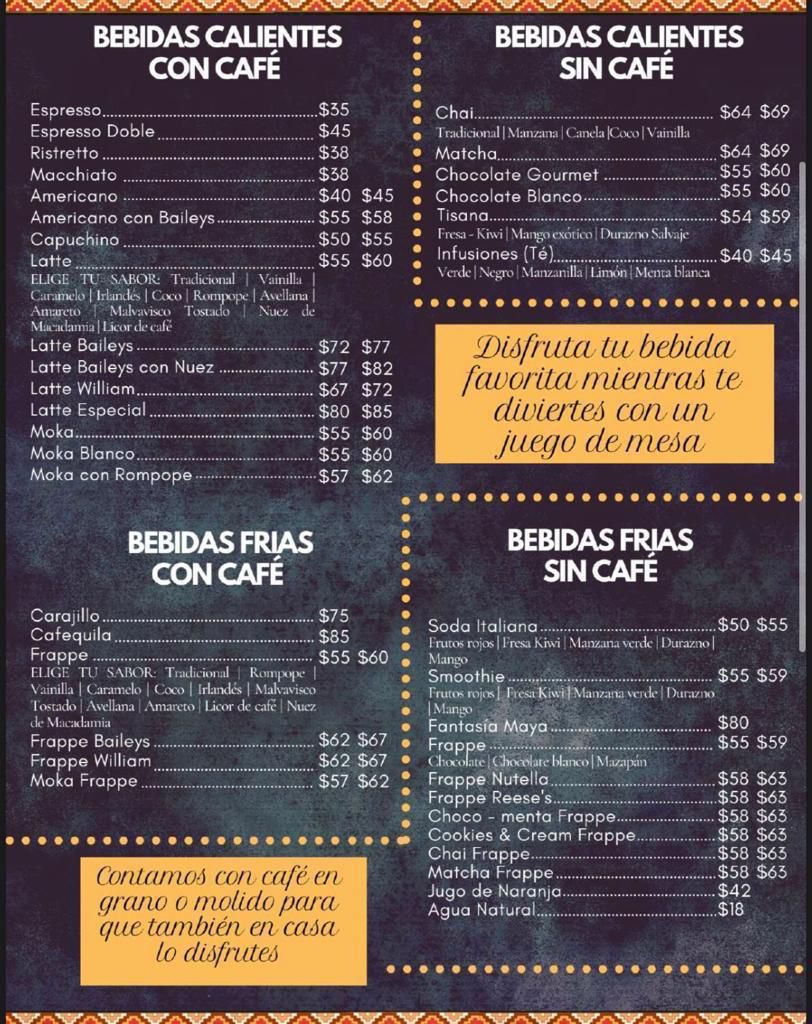 BEBIDAS CALIENTES
CON CAFÉ
Espresso $35
Espresso Doble $45
Ristretto $38
Macchiato $38
Americano $40 $45
Americano con Baileys $55 $58
Capuchino $50 $55
Latte $55 $60
ELIGE TU SABOR: Tradicional | Vainilla |
Caramelo | Irlandés | Coco | Rompope | Avellana |
Amareto | Malvavisco Tostado | Nuez de
Macadamia | Licor de café
Latte Baileys $72 $77
Latte Baileys con Nuez $77 $82
Latte William $67 $72
Latte Especial $80 $85
Moka $55 $60
Moka Blanco $55 $60
Moka con Rompope $57 $62
BEBIDAS CALIENTES
SIN CAFÉ
Chai $64 $69
Tradicional | Manzana | Canela |Coco | Vainilla
Matcha $64 $69
Chocolate Gourmet $55 $60
Chocolate Blanco $55 $60
Tisana $54 $59
Fresa - Kiwi | Mango exótico | Durazno Salvaje
Infusiones (Té) $40 $45
Verde | Negro | Manzanilla | Limón | Menta blanca
Disfruta tu bebida
favorita mientras te
diviertes con un
juego de mesa
BEBIDAS FRIAS
CON CAFÉ
Carajillo $75
Cafequila $85
Frappe $55 $60
ELIGE TU SABOR: Tradicional | Rompope |
Vainilla | Caramelo | Coco | Irlandés | Malvavisco
Tostado | Avellana | Amareto | Licor de café | Nuez
de Macadamia
Frappe Baileys $62 $67
Frappe William $62 $67
Moka Frappe $57 $62
Contamos con café en
grano o molido para
que también en casa
lo disfrutes
BEBIDAS FRIAS
SIN CAFÉ
Soda Italiana $50 $55
Frutos rojos | Fresa Kiwi | Manzana verde | Durazno |
Mango
Smoothie $55 $59
Frutos rojos | Fresa Kiwi | Manzana verde | Durazno
| Mango
Fantasía Maya $80
Frappe $55 $59
Chocolate | Chocolate blanco | Mazapán
Frappe Nutella $58 $63
Frappe Reese's $58 $63
Choco - menta Frappe $58 $63
Cookies & Cream Frappe $58 $63
Chai Frappe $58 $63
Matcha Frappe $58 $63
Jugo de Naranja $42
Agua Natural $18